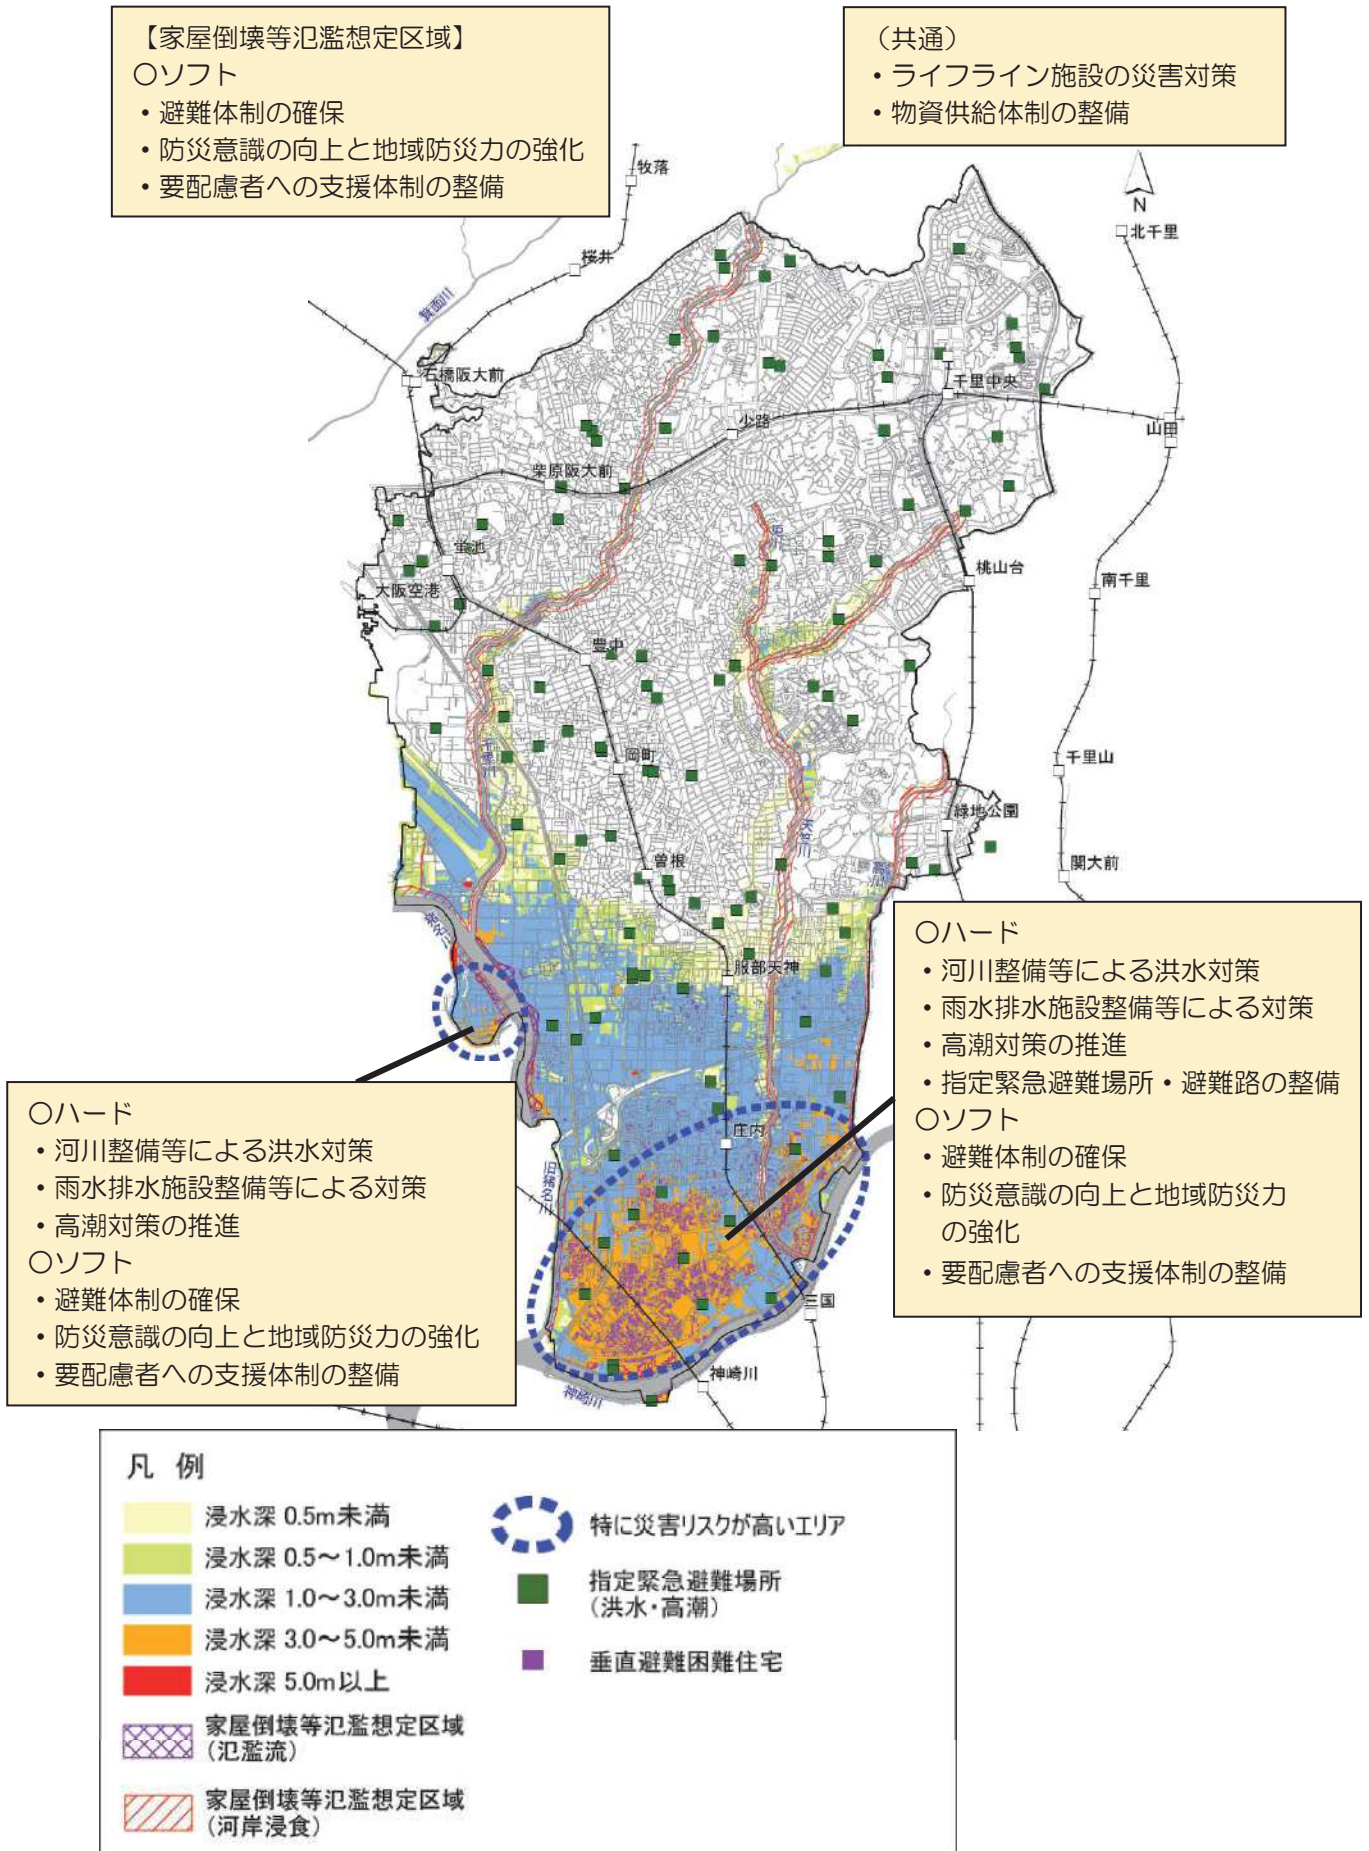 【家屋倒壊等氾濫想定区域】
○ソフト
・避難体制の確保
・防災意識の向上と地域防災力の強化
・要配慮者への支援体制の整備
（共通）
・ライフライン施設の災害対策
・物資供給体制の整備
牧落
N
北千里
桜井
箕面川
石橋阪大前
千里中央
少路
山田
柴原阪大前
兎川
蛍池
桃山台
南千里
大阪空港
豊中
千里川
岡町
千里山
緑地公園
天竺川
曽根
高川
関大前
猪名川
服部天神
○ハード
・河川整備等による洪水対策
・雨水排水施設整備等による対策
・高潮対策の推進
・指定緊急避難場所・避難路の整備
○ソフト
・避難体制の確保
・防災意識の向上と地域防災力
の強化
・要配慮者への支援体制の整備
○ハード
・河川整備等による洪水対策
・雨水排水施設整備等による対策
・高潮対策の推進
○ソフト
・避難体制の確保
・防災意識の向上と地域防災力の強化
・要配慮者への支援体制の整備
庄内
旧猪名川
三国
神崎川
神崎川
凡 例
浸水深 0.5m未満
浸水深 0.5～1.0m未満
浸水深 1.0～3.0m未満
浸水深 3.0～5.0m未満
浸水深 5.0m以上
家屋倒壊等氾濫想定区域
（氾濫流）
家屋倒壊等氾濫想定区域
（河岸浸食）
特に災害リスクが高いエリア
指定緊急避難場所
（洪水・高潮）
垂直避難困難住宅